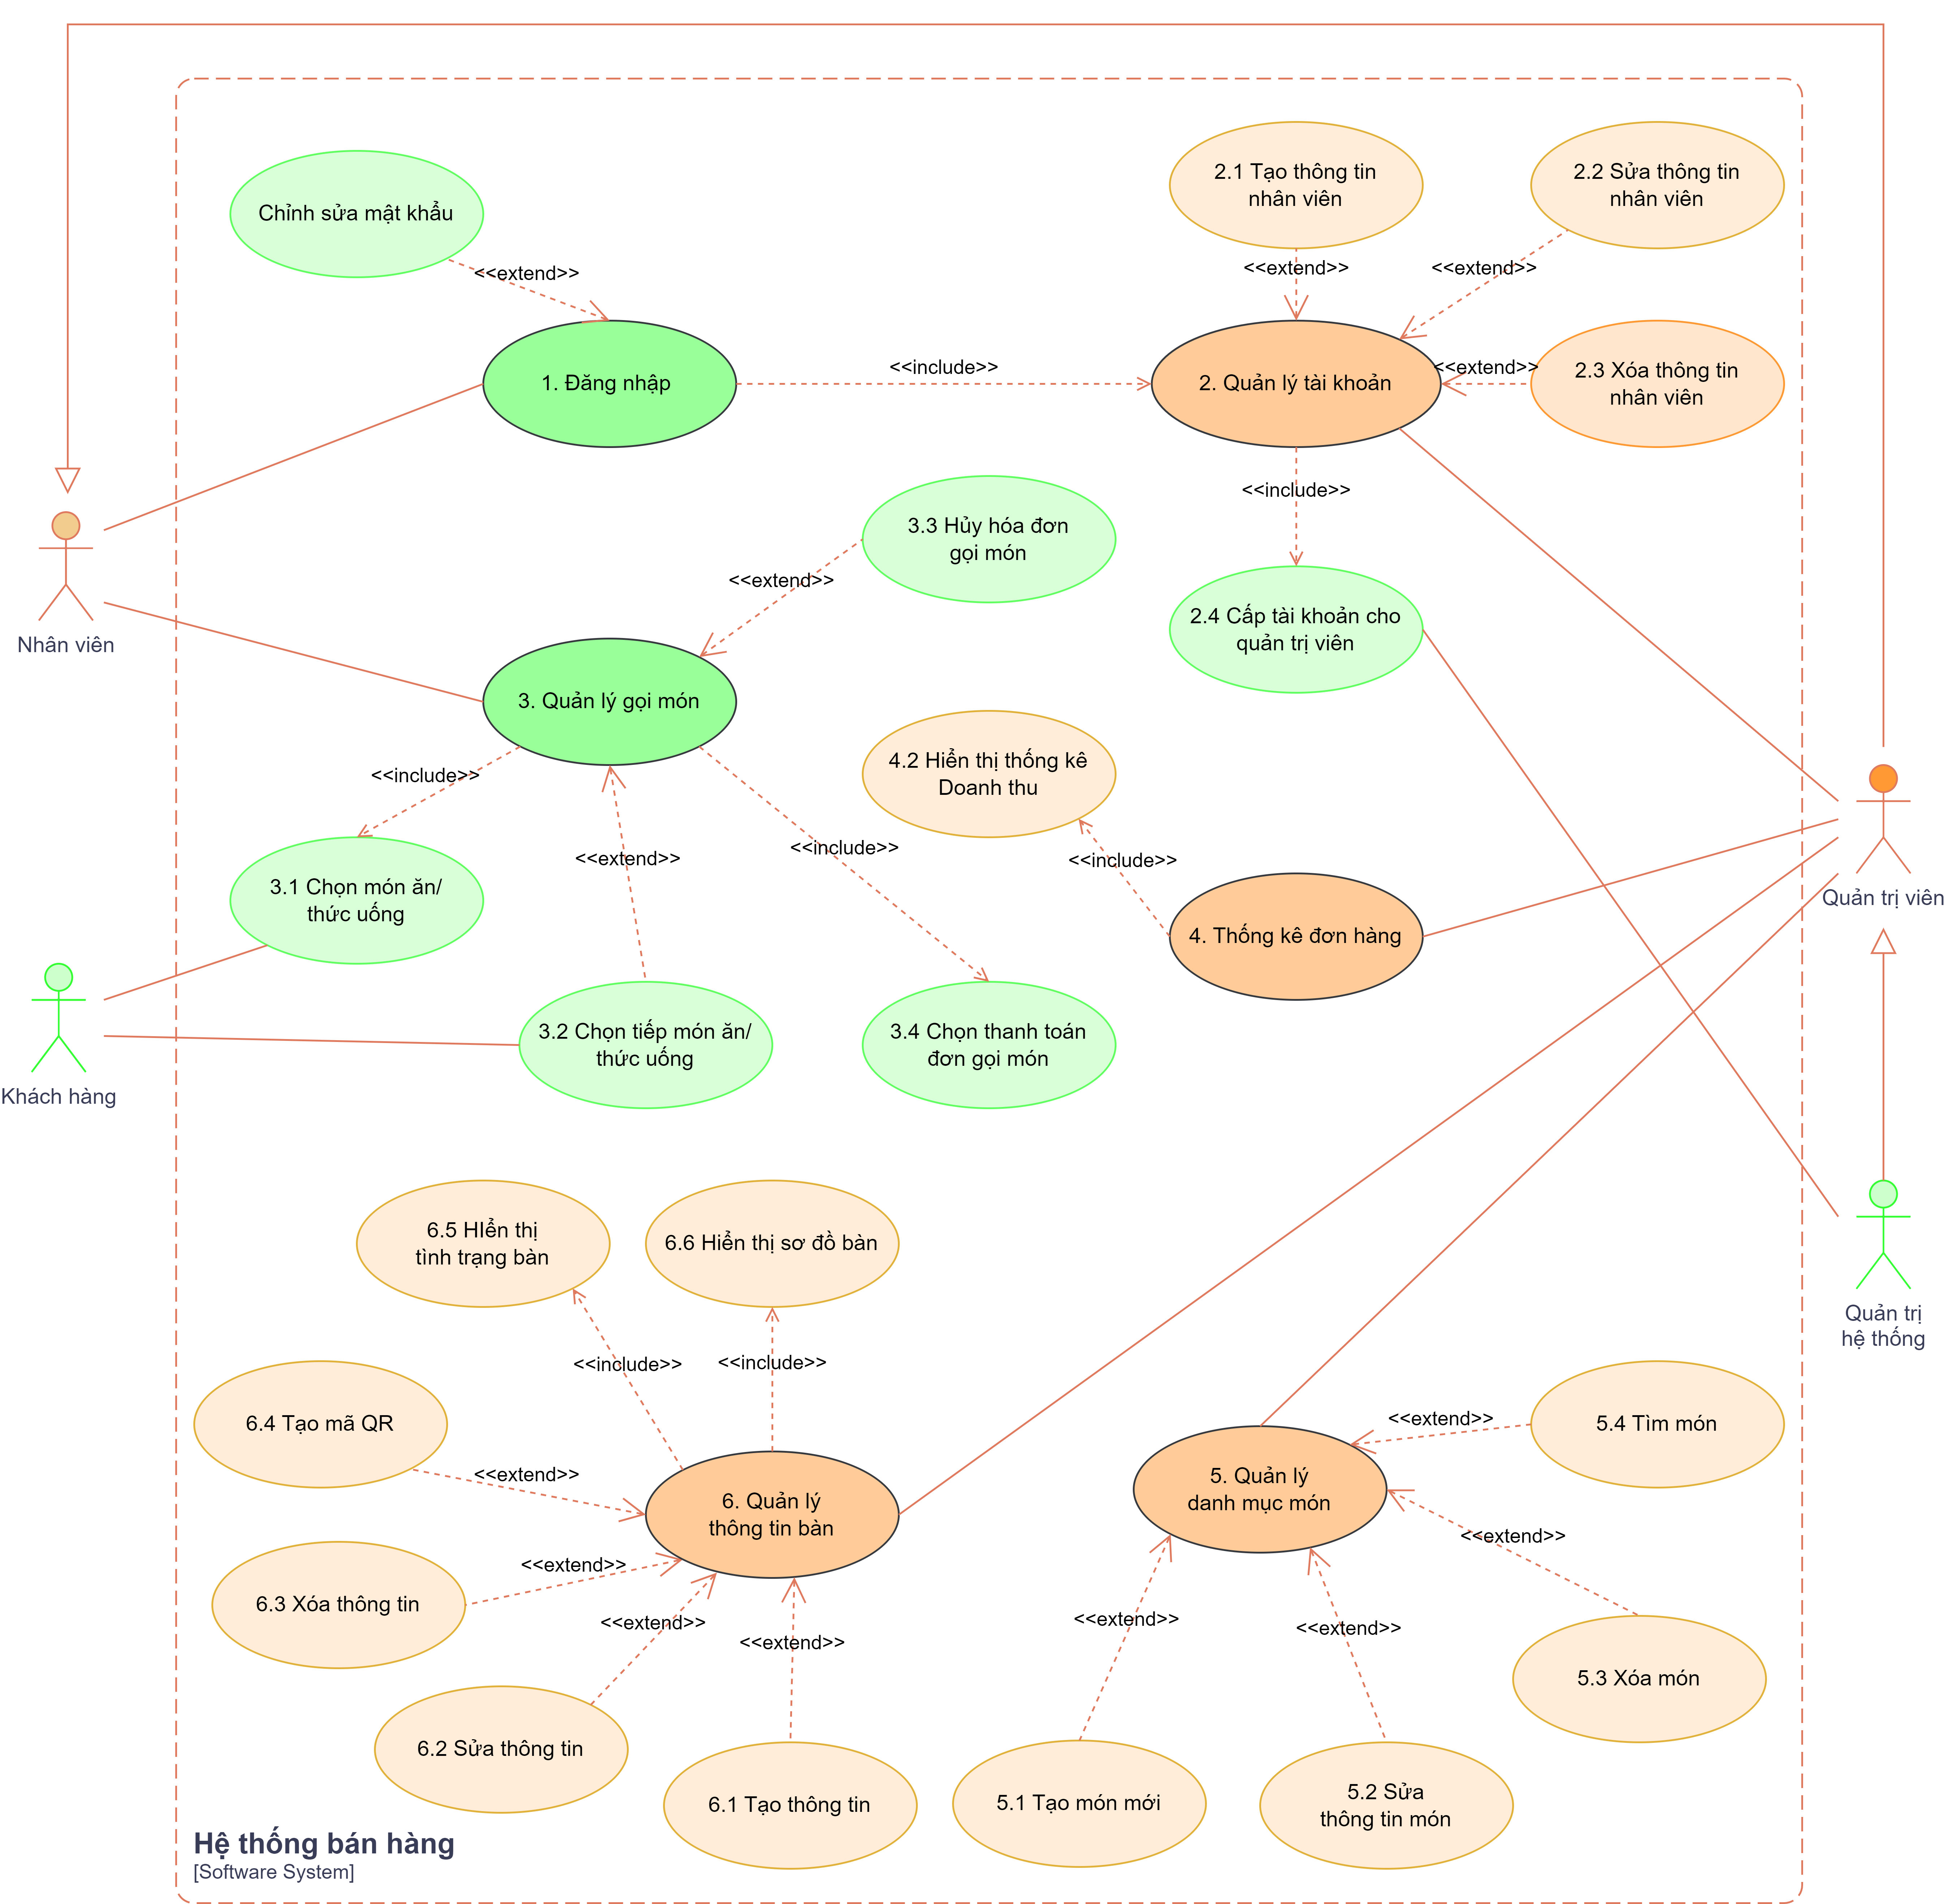 2.1 Tạo thông tin
nhân viên
2.2 Sửa thông tin
nhân viên
Chỉnh sửa mật khẩu
<<extend>>
<<extend>>
<<extend>>
1. Đăng nhập
<<include>>
2. Quản lý tài khoản
<<extend>>
2.3 Xóa thông tin
nhân viên
<<include>>
3.3 Hủy hóa đơn
gọi món
<<extend>>
Nhân viên
2.4 Cấp tài khoản cho
quản trị viên
3. Quản lý gọi món
4.2 Hiển thị thống kê
Doanh thu
<<include>>
<<include>>
<<extend>>
<<include>>
3.1 Chọn món ăn/
thức uống
4. Thống kê đơn hàng
Quản trị viên
3.2 Chọn tiếp món ăn/
thức uống
3.4 Chọn thanh toán
đơn gọi món
Khách hàng
6.5 HIển thị
tình trạng bàn
6.6 Hiển thị sơ đồ bàn
Quản trị
hệ thống
<<include>>
<<include>>
6.4 Tạo mã QR
<<extend>>
<<extend>>
5.4 Tìm món
6. Quản lý
thông tin bàn
5. Quản lý
danh mục món
<<extend>>
<<extend>>
6.3 Xóa thông tin
<<extend>>
<<extend>>
<<extend>>
<<extend>>
5.3 Xóa món
6.2 Sửa thông tin
6.1 Tạo thông tin
5.1 Tạo món mới
5.2 Sửa
thông tin món
Hệ thống bán hàng
[Software System]